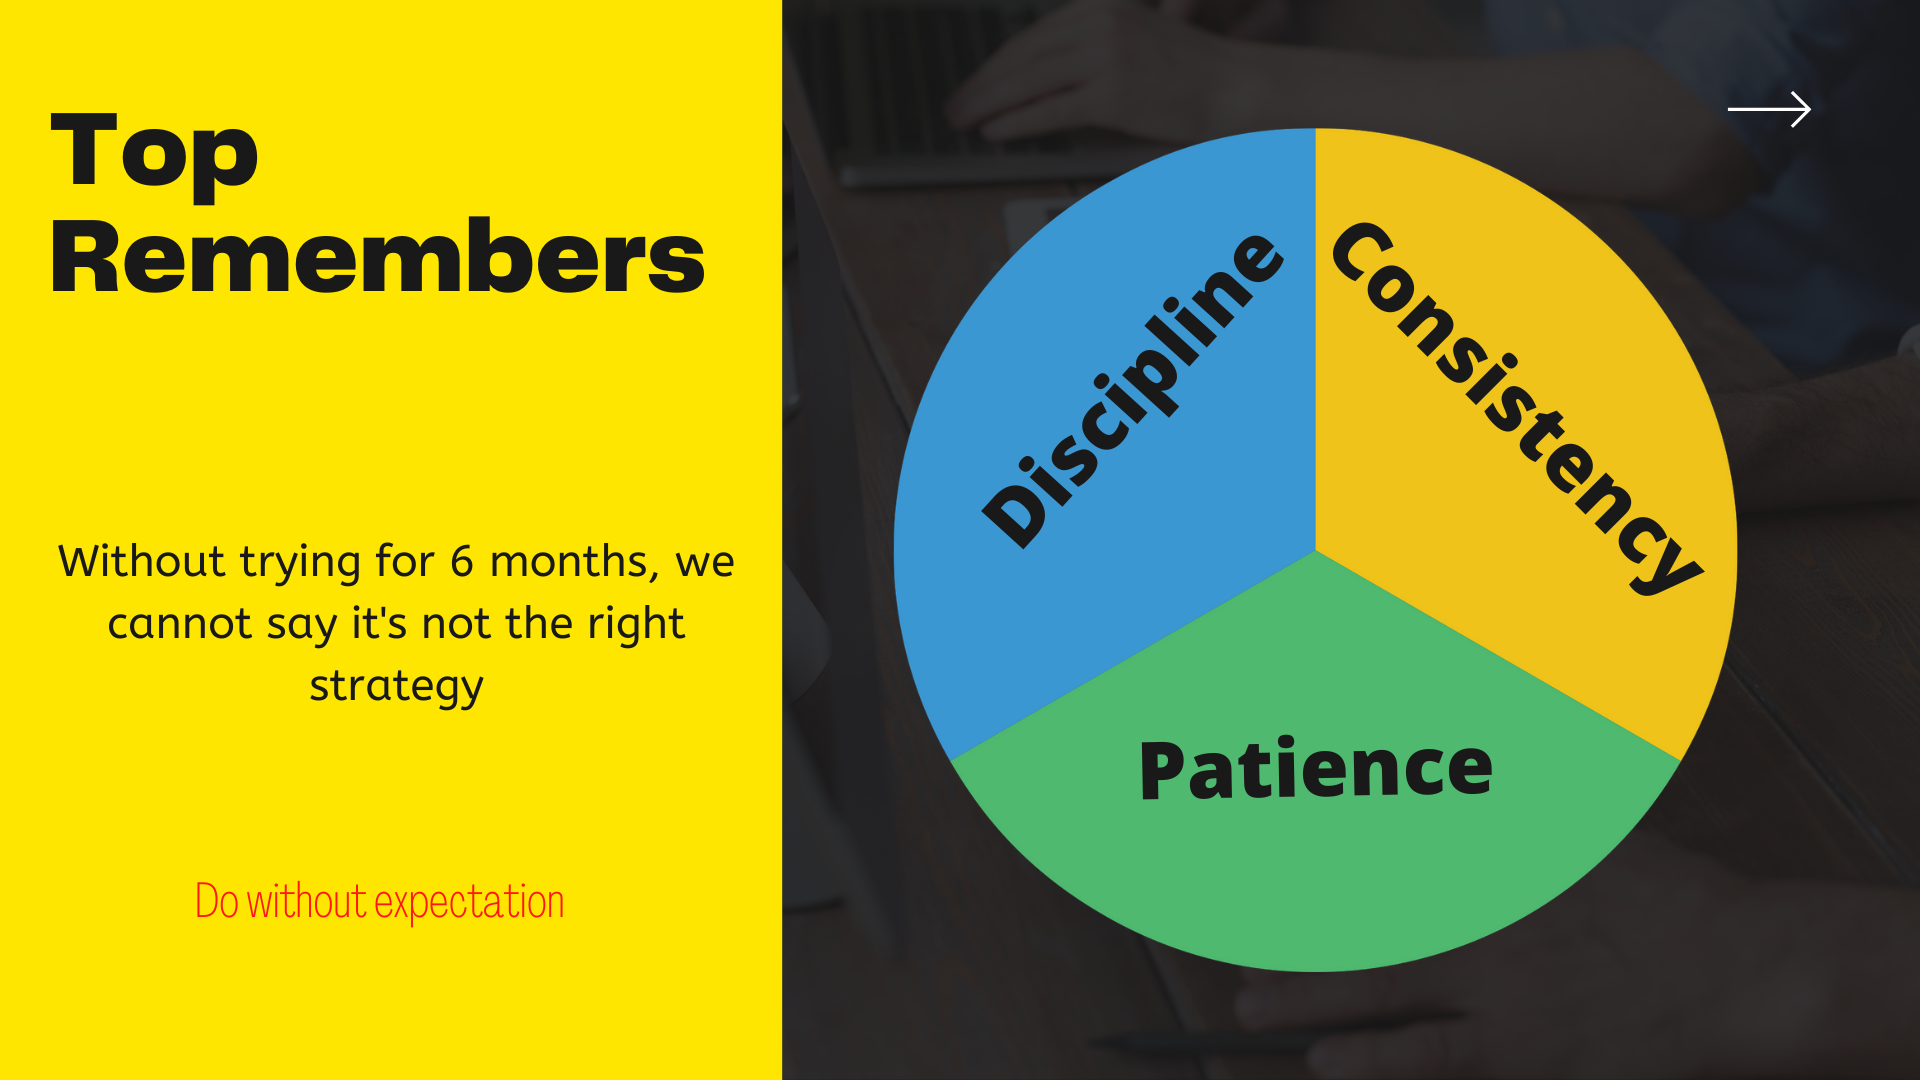 Top
Remembers
Without trying for 6 months, we
cannot say it's not the right
strategy
Do without expectation
Discipline
Consistency
Patience